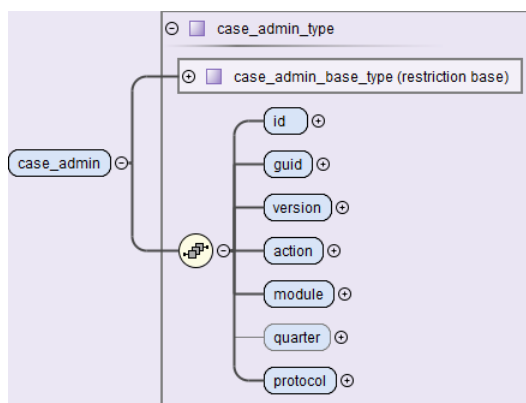 case_admin_type
case_admin_base_type (restriction base)
id
guid
case_admin
version
action
module
quarter
protocol